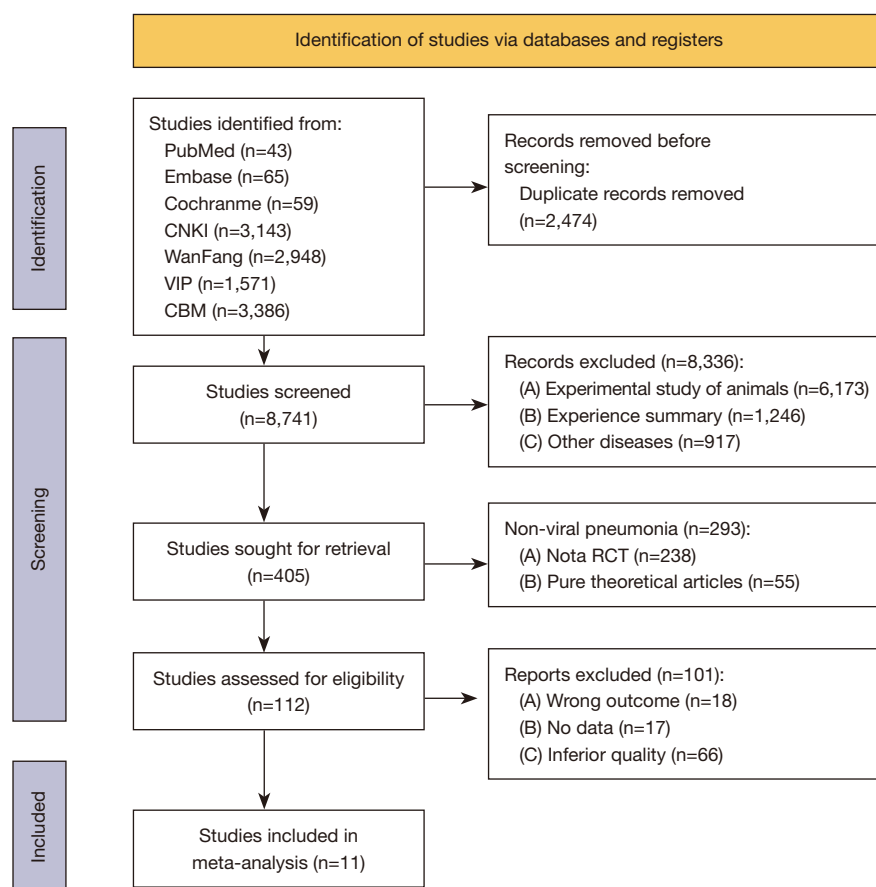 Identification of studies via databases and registers
Identification
Studies identified from:
PubMed (n=43)
Embase (n=65)
Cochranme (n=59)
CNKI (n=3,143)
WanFang (n=2,948)
VIP (n=1,571)
CBM (n=3,386)
Records removed before
screening:
Duplicate records removed
(n=2,474)
Screening
Studies screened
(n=8,741)
Records excluded (n=8,336):
(A) Experimental study of animals (n=6,173)
(B) Experience summary (n=1,246)
(C) Other diseases (n=917)
Studies sought for retrieval
(n=405)
Non-viral pneumonia (n=293):
(A) Nota RCT (n=238)
(B) Pure theoretical articles (n=55)
Studies assessed for eligibility
(n=112)
Reports excluded (n=101):
(A) Wrong outcome (n=18)
(B) No data (n=17)
(C) Inferior quality (n=66)
Included
Studies included in
meta-analysis (n=11)